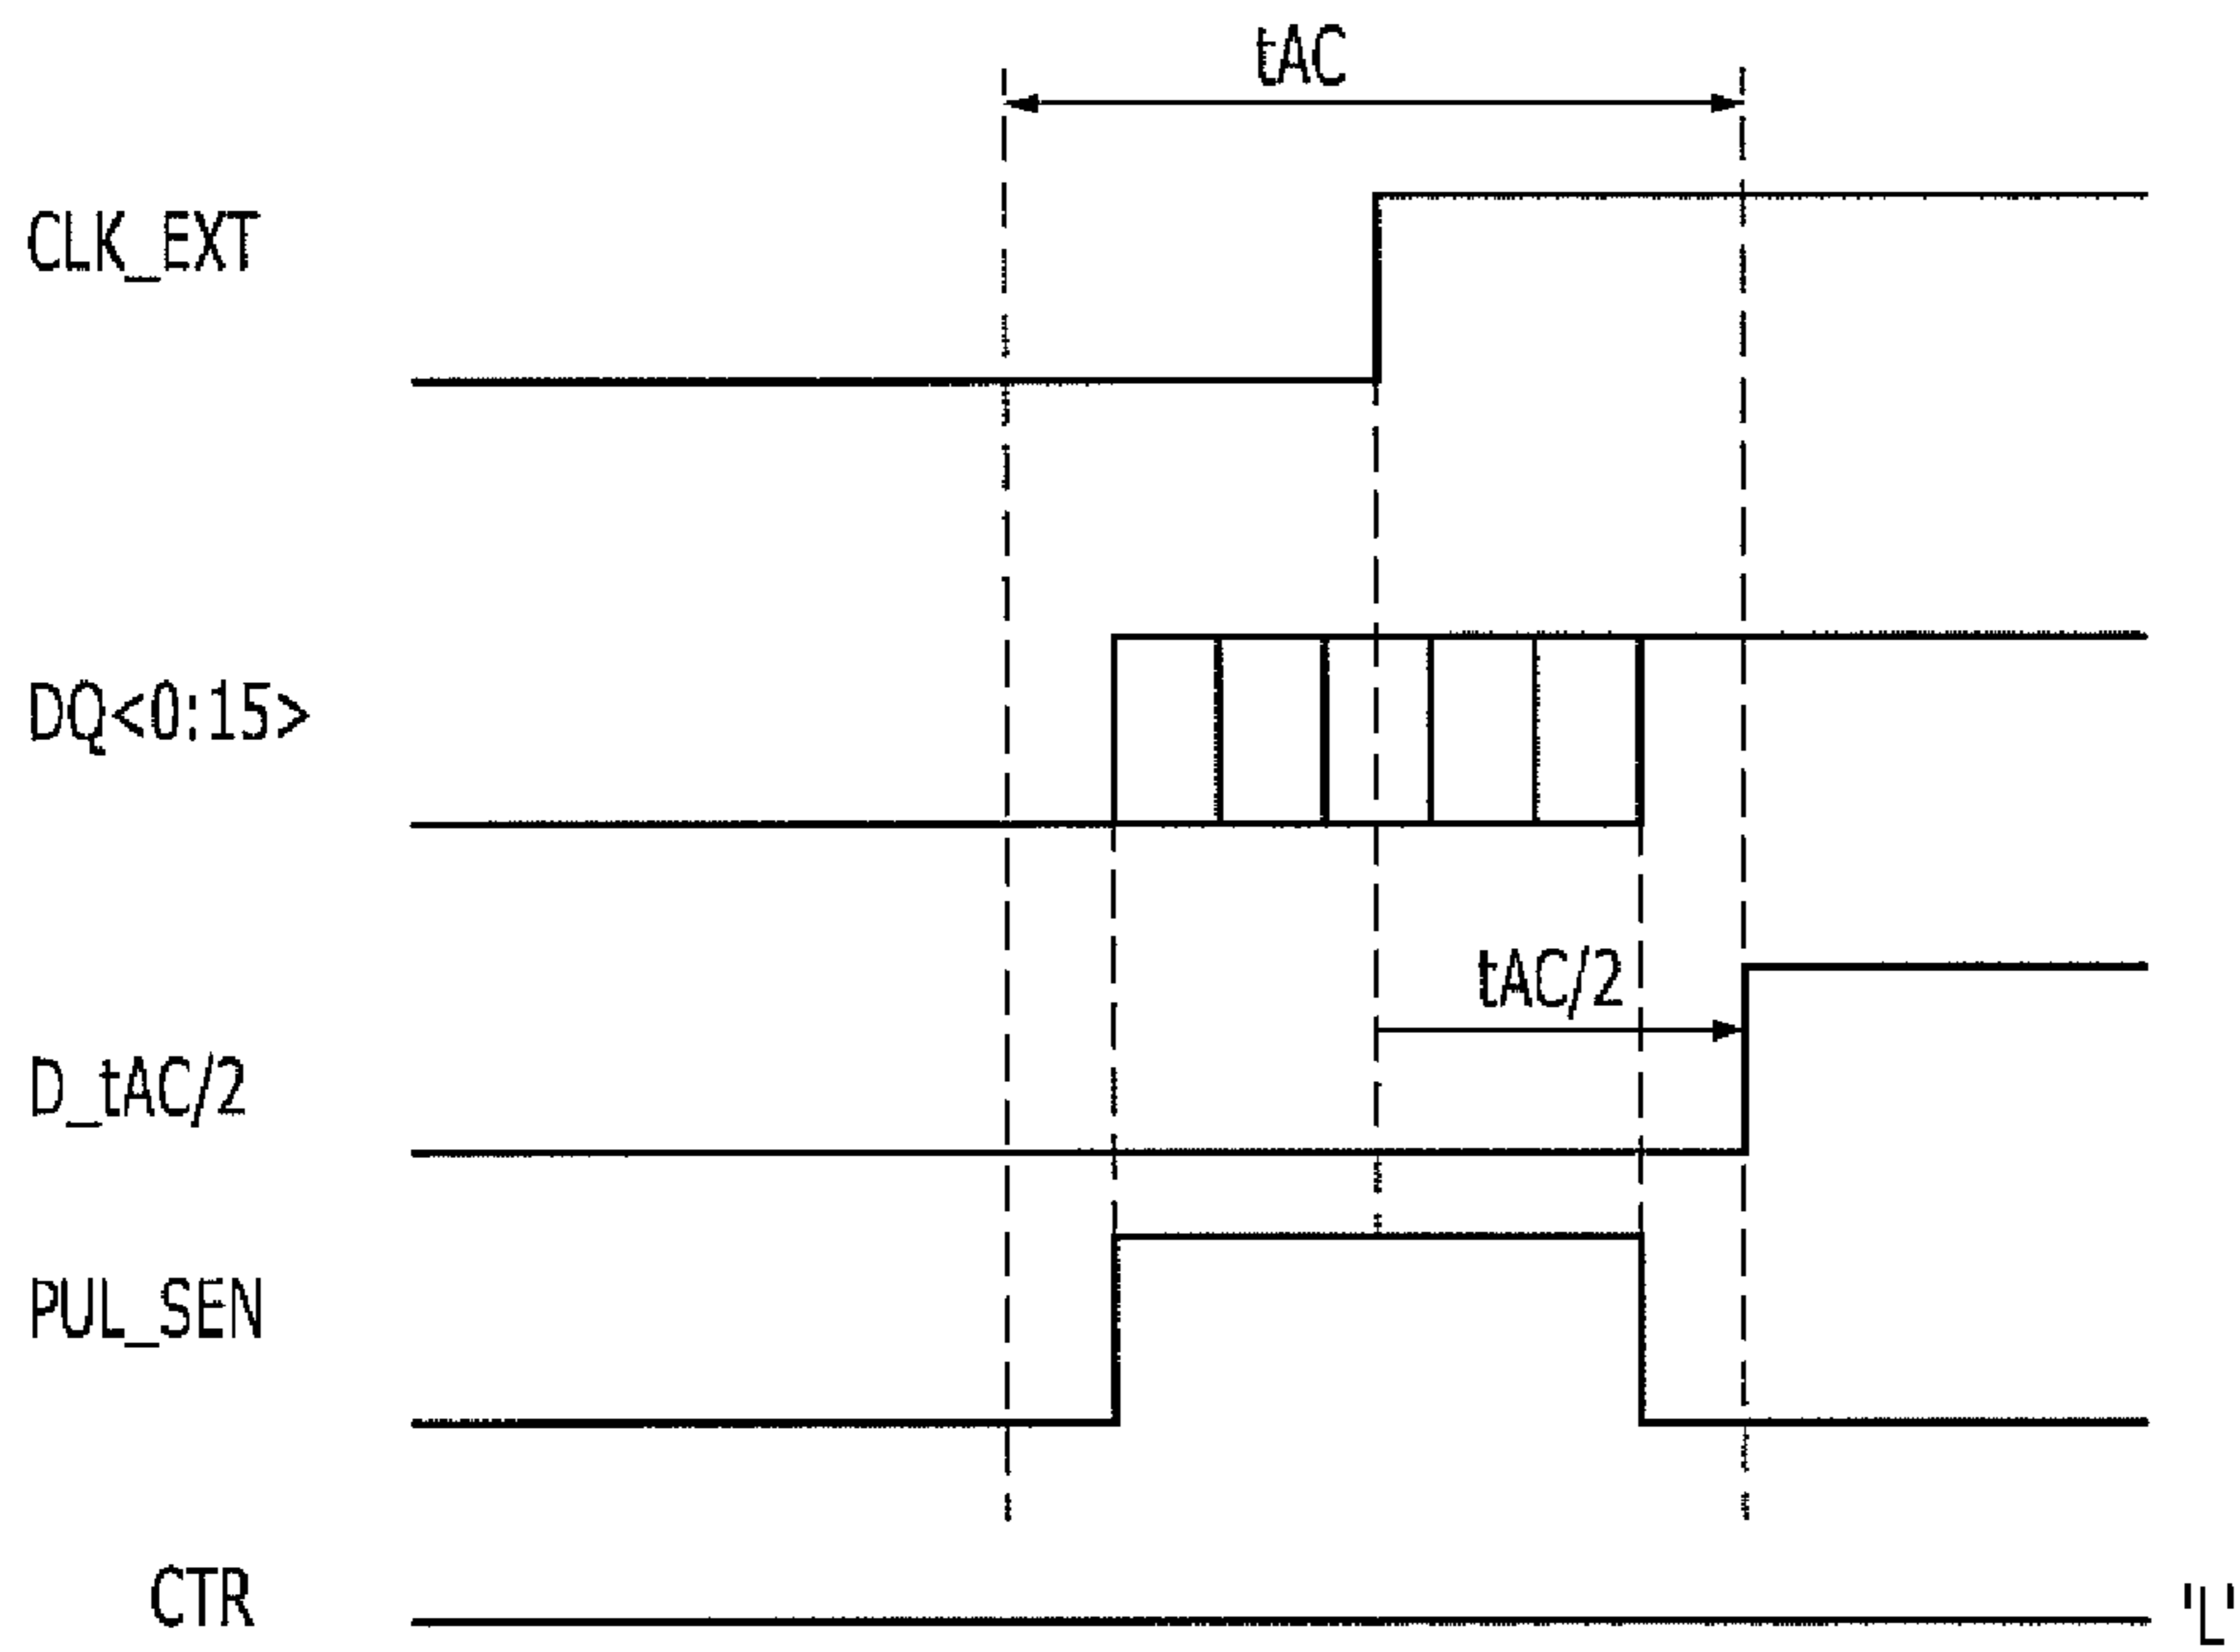 tAC
CLK_EXT
DQ<0:15>
tAC/2
D_tAC/2
PUL_SEN
CTR
'L'